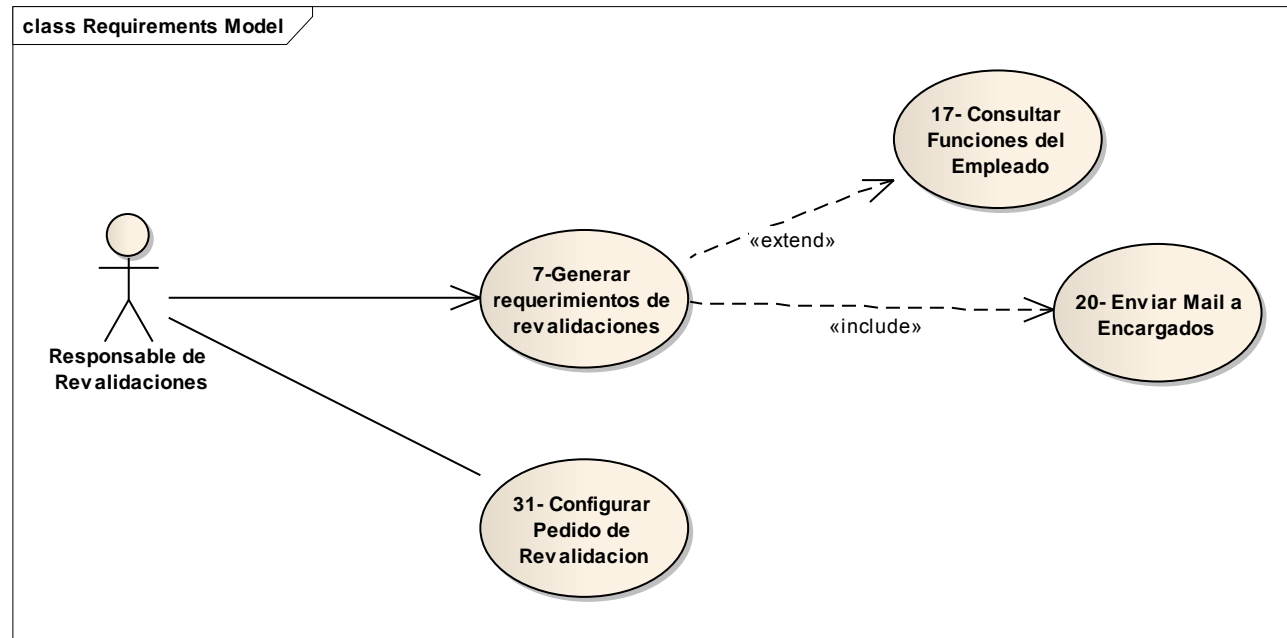 class Requirements Model
17- Consultar
Funciones del
Empleado
«extend»
7-Generar
requerimientos de
revalidaciones
20- Enviar Mail a
Encargados
«include»
Responsable de
Revalidaciones
31- Configurar
Pedido de
Revalidacion